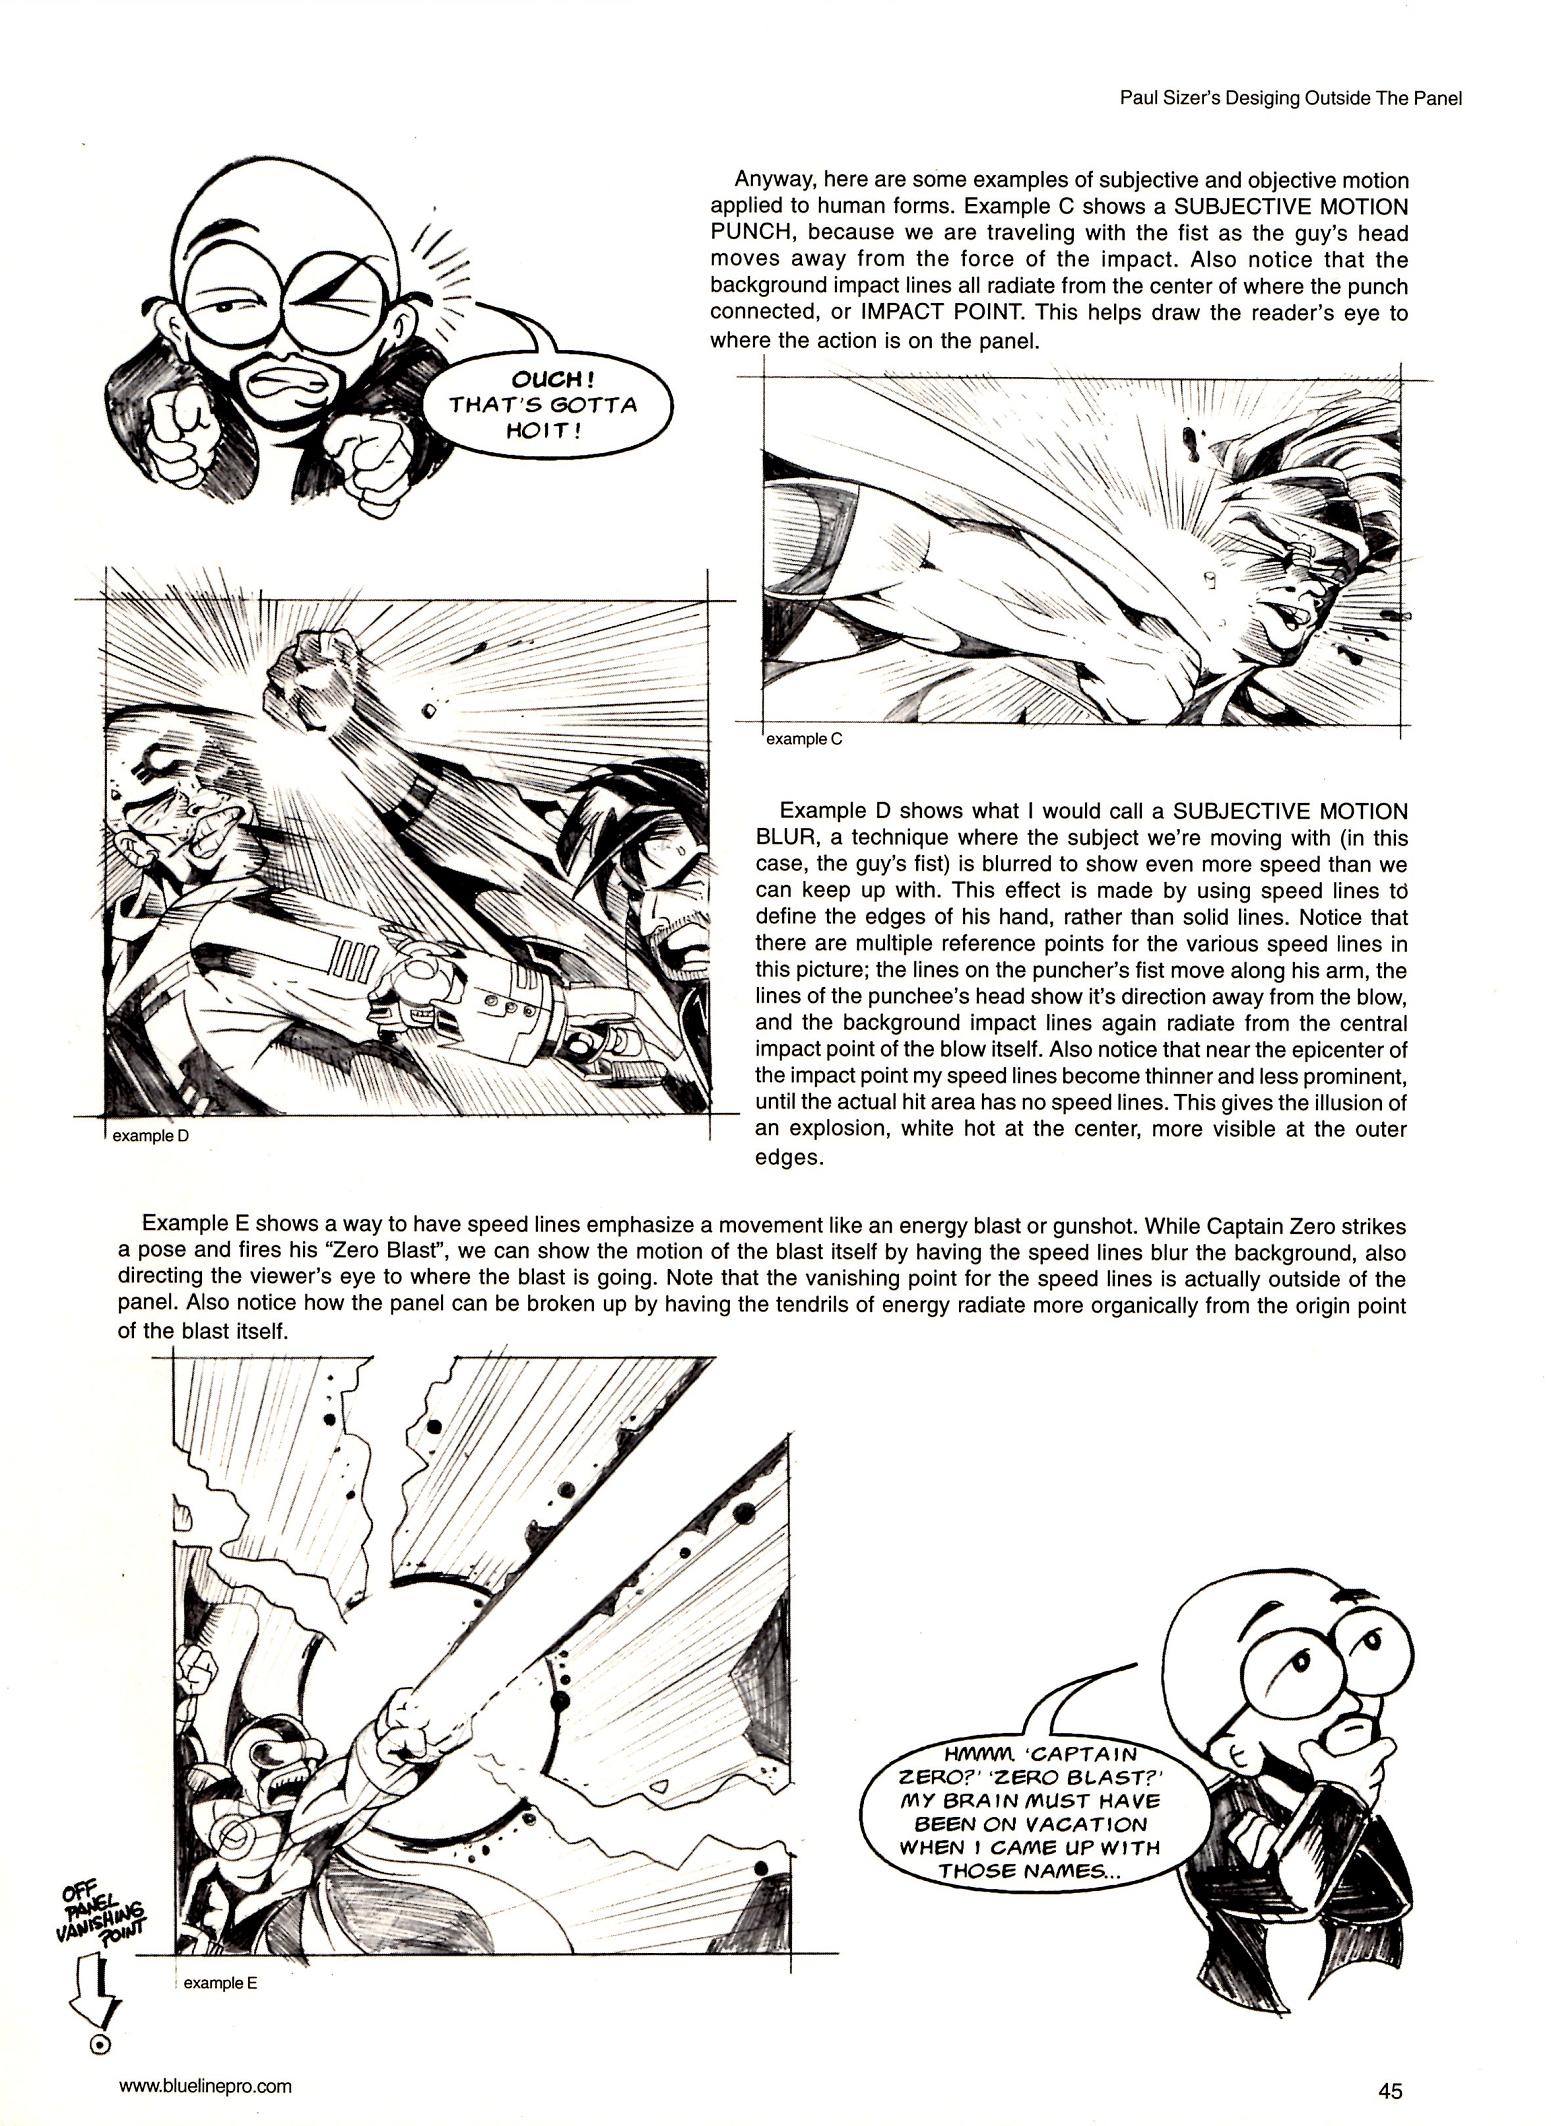 Paul Sizer's Desiging Outside The Panel
Anyway, here are some examples of subjective and objective motion
applied to human forms. Example C shows a SUBJECTIVE MOTION
PUNCH, because we are traveling with the fist as the guy's head
moves away from the force of the impact. Also notice that the
background impact lines all radiate from the center of where the punch
connected, or IMPACT POINT. This helps draw the reader's eye to
where the action is on the panel.
OUCH!
THAT'S GOTTA
HOIT!
example C
Example D shows what I would call a SUBJECTIVE MOTION
BLUR, a technique where the subject we're moving with (in this
case, the guy's fist) is blurred to show even more speed than we
can keep up with. This effect is made by using speed lines to
define the edges of his hand, rather than solid lines. Notice that
there are multiple reference points for the various speed lines in
this picture; the lines on the puncher's fist move along his arm, the
lines of the punchee's head show it's direction away from the blow,
and the background impact lines again radiate from the central
impact point of the blow itself. Also notice that near the epicenter of
the impact point my speed lines become thinner and less prominent,
until the actual hit area has no speed lines. This gives the illusion of
an explosion, white hot at the center, more visible at the outer
edges.
example D
Example E shows a way to have speed lines emphasize a movement like an energy blast or gunshot. While Captain Zero strikes
a pose and fires his “Zero Blast”, we can show the motion of the blast itself by having the speed lines blur the background, also
directing the viewer's eye to where the blast is going. Note that the vanishing point for the speed lines is actually outside of the
panel. Also notice how the panel can be broken up by having the tendrils of energy radiate more organically from the origin point
of the blast itself.
HMMM. 'CAPTAIN
ZERO?' 'ZERO BLAST?'
MY BRAIN MUST HAVE
BEEN ON VACATION
WHEN I CAME UP WITH
THOSE NAMES...
OFF
PANEL
VANISHING
POINT
example E
www.bluelinepro.com
45